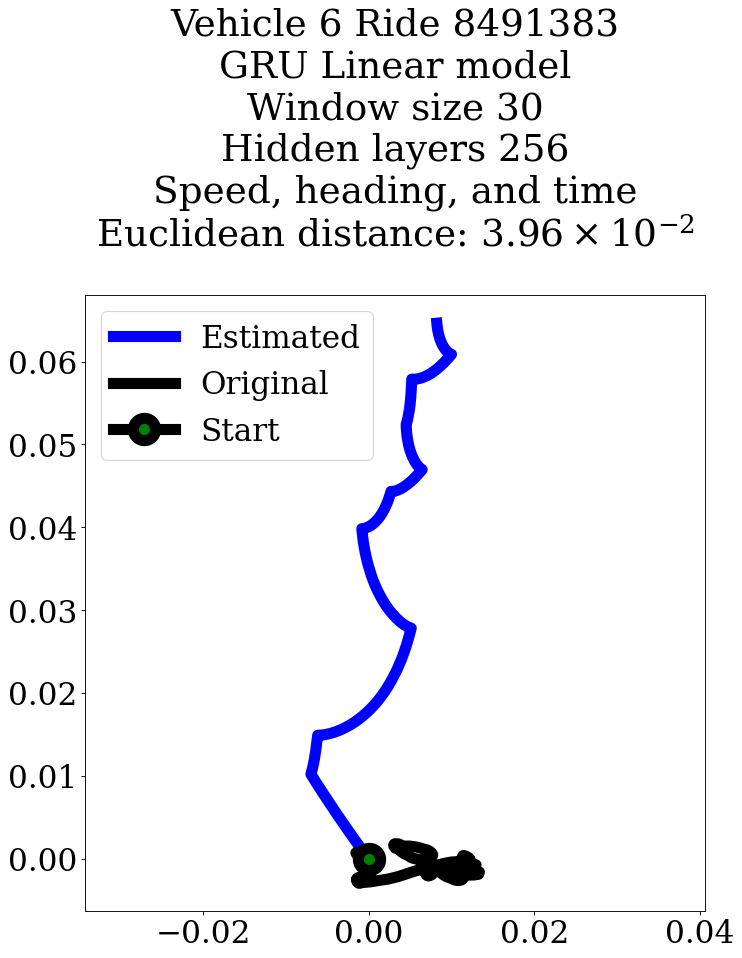 Vehicle 6 Ride 8491383
GRU Linear model
Window size 30
Hidden layers 256
Speed, heading, and time
Euclidean distance: 3.96 × 10⁻²
Estimated
Original
Start
0.06
0.05
0.04
0.03
0.02
0.01
0.00
−0.02 0.00 0.02 0.04